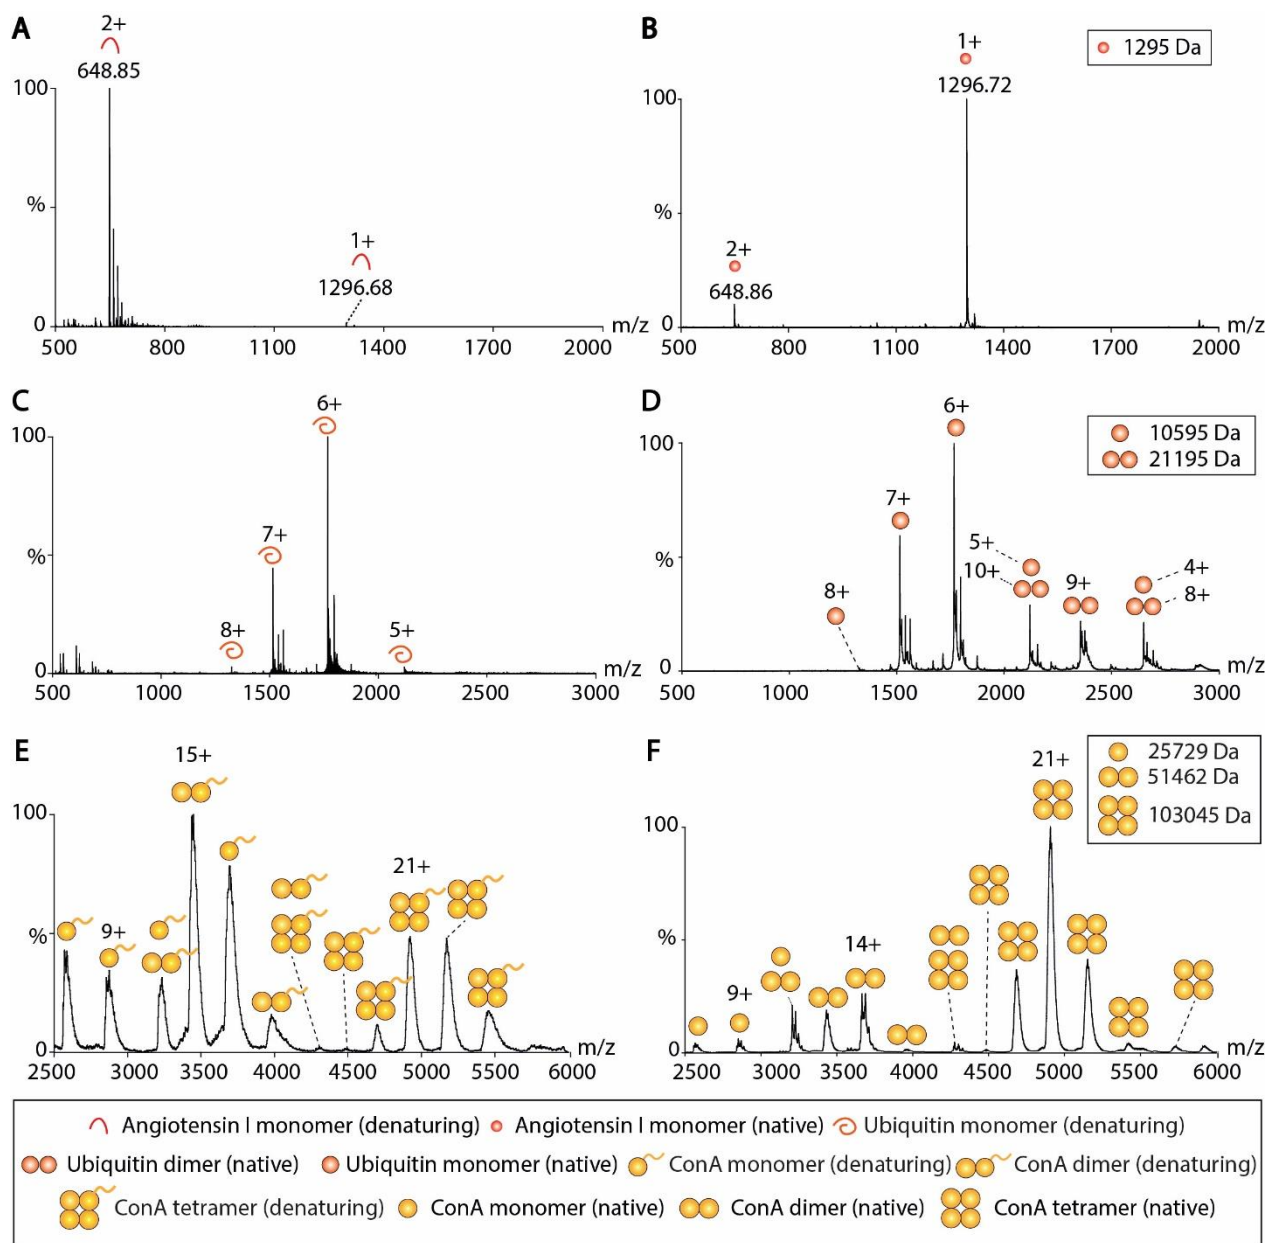 A
2+
648.85
100
%
1+
1296.68
0
m/z
500 800 1100 1400 1700 2000
B
1+
1295 Da
1296.72
100
%
2+
648.86
0
m/z
500 800 1100 1400 1700 2000
C
6+
100
7+
%
8+
5+
0
m/z
500 1000 1500 2000 2500 3000
D
6+
10595 Da
21195 Da
100
7+
5+
%
10+
9+
4+
8+
8+
0
m/z
500 1000 1500 2000 2500 3000
E
15+
100
21+
9+
%
0
m/z
2500 3000 3500 4000 4500 5000 5500 6000
F
21+
25729 Da
51462 Da
103045 Da
100
14+
%
9+
0
m/z
2500 3000 3500 4000 4500 5000 5500 6000
Angiotensin I monomer (denaturing) Angiotensin I monomer (native) Ubiquitin monomer (denaturing)
Ubiquitin dimer (native) Ubiquitin monomer (native) ConA monomer (denaturing) ConA dimer (denaturing)
ConA tetramer (denaturing) ConA monomer (native) ConA dimer (native) ConA tetramer (native)